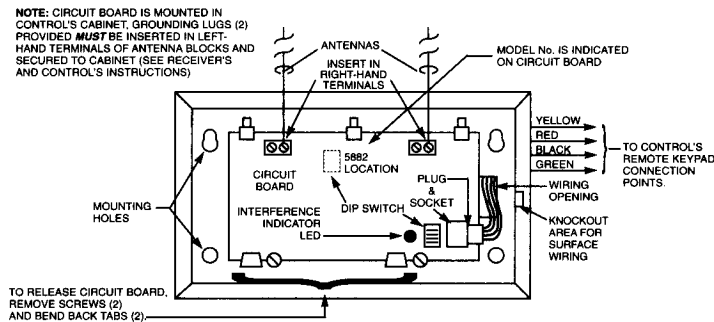 NOTE: CIRCUIT BOARD IS MOUNTED IN
CONTROL'S CABINET, GROUNDING LUGS (2)
PROVIDED MUST BE INSERTED IN LEFT-
HAND TERMINALS OF ANTENNA BLOCKS AND
SECURED TO CABINET (SEE RECEIVER'S
AND CONTROL'S INSTRUCTIONS)
ANTENNAS
INSERT IN
RIGHT-HAND
TERMINALS
MODEL No. IS INDICATED
ON CIRCUIT BOARD
YELLOW
RED
BLACK
GREEN
TO CONTROL'S
REMOTE KEYPAD
CONNECTION
POINTS.
5882
LOCATION
CIRCUIT
BOARD
PLUG
&
SOCKET
WIRING
OPENING
MOUNTING
HOLES
DIP SWITCH
INTERFERENCE
INDICATOR
LED
KNOCKOUT
AREA FOR
SURFACE
WIRING
TO RELEASE CIRCUIT BOARD,
REMOVE SCREWS (2)
AND BEND BACK TABS (2).